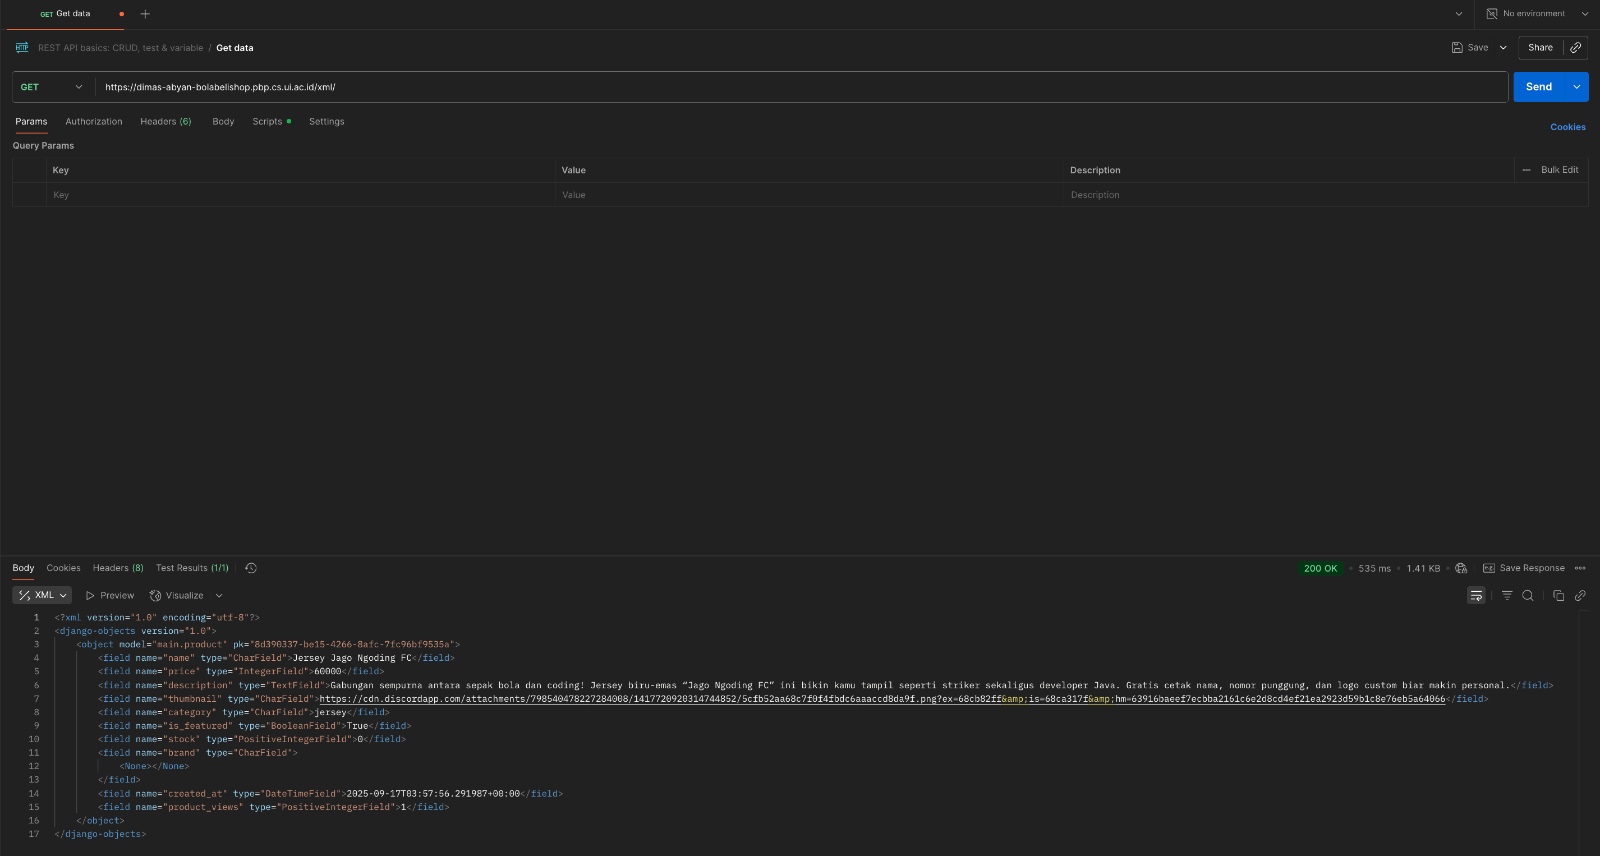 GET Get data
No environment
REST API basics: CRUD, test & variable / Get data
Save
Share
GET
https://dimas-abyan-bolabelishop.pbp.cs.ui.ac.id/xml/
Send
Params Authorization Headers (6) Body Scripts Settings
Cookies
Query Params
Key Value Description Bulk Edit
Key Value Description
Body Cookies Headers (8) Test Results (1/1)
200 OK 535 ms 1.41 KB Save Response
XML Preview Visualize
1 <?xml version="1.0" encoding="utf-8"?>
2 <django-objects version="1.0">
3 <object model="main.product" pk="8d390337-be15-4266-8afc-7fc96bf9535a">
4 <field name="name" type="CharField">Jersey Jago Ngoding FC</field>
5 <field name="price" type="IntegerField">60000</field>
6 <field name="description" type="TextField">Gabungan sempurna antara sepak bola dan coding! Jersey biru-emas “Jago Ngoding FC” ini bikin kamu tampil seperti striker sekaligus developer Java. Gratis cetak nama, nomor punggung, dan logo custom biar makin personal.</field>
7 <field name="thumbnail" type="CharField">https://cdn.discordapp.com/attachments/798540478227284008/1417720920314744852/5cfb52aa68c7f0f4fbdc6aaaccd8da9f.png?ex=68cb82ff&amp;is=68ca317f&amp;hm=63916baeef7ecbba2161c6e2d8cd4ef21ea2923d59b1c8e76eb5a64066</field>
8 <field name="category" type="CharField">jersey</field>
9 <field name="is_featured" type="BooleanField">True</field>
10 <field name="stock" type="PositiveIntegerField">0</field>
11 <field name="brand" type="CharField">
12 <None></None>
13 </field>
14 <field name="created_at" type="DateTimeField">2025-09-17T03:57:56.291987+00:00</field>
15 <field name="product_views" type="PositiveIntegerField">1</field>
16 </object>
17 </django-objects>